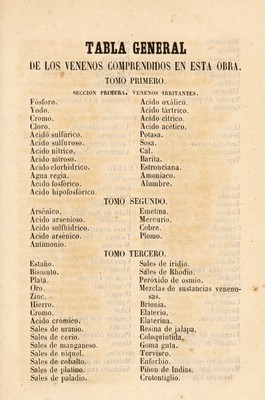 TABLA GENERAL
DE LOS VENENOS COMPRENDIDOS EN ESTA OBRA.
TOMO PRIMERO.
SECCION PRIMERA. VENENOS IRRITANTES.
Fósforo.
Yodo.
Cromo.
Cloro.
Acido sulfúrico.
Acido sulfuroso.
Acido nítrico.
Acido nitroso.
Acido clorhídrico.
Agua regia.
Acido fosfórico.
Acido hipofosfórico.
Acido oxálico.
Acido tártrico.
Acido cítrico.
Acido acético.
Potasa.
Sosa.
Cal.
Barita.
Estronciana.
Amoniaco.
Alumbre.
TOMO SEGUNDO.
Arsénico.
Acido arsenioso.
Acido sulfhídrico.
Acido arsénico.
Antimonio.
Emetina.
Mercurio.
Cobre.
Plomo.
TOMO TERCERO.
Estaño.
Bismuto.
Plata.
Oro.
Zinc.
Hierro.
Cromo.
Acido crómico.
Sales de uranio.
Sales de cerio.
Sales de manganeso.
Sales de niquel.
Sales de cobalto.
Sales de platino.
Sales de paladio.
Sales de iridio.
Sales de Rhodio.
Peróxido de osmio.
Mezclas de sustancias veneno-
sas.
Brionia.
Elaterio.
Elaterina.
Resina de jalapa.
Coloquíntida.
Goma guta.
Torvisco.
Euforbio.
Piñon de Indias.
Crotontiglio.